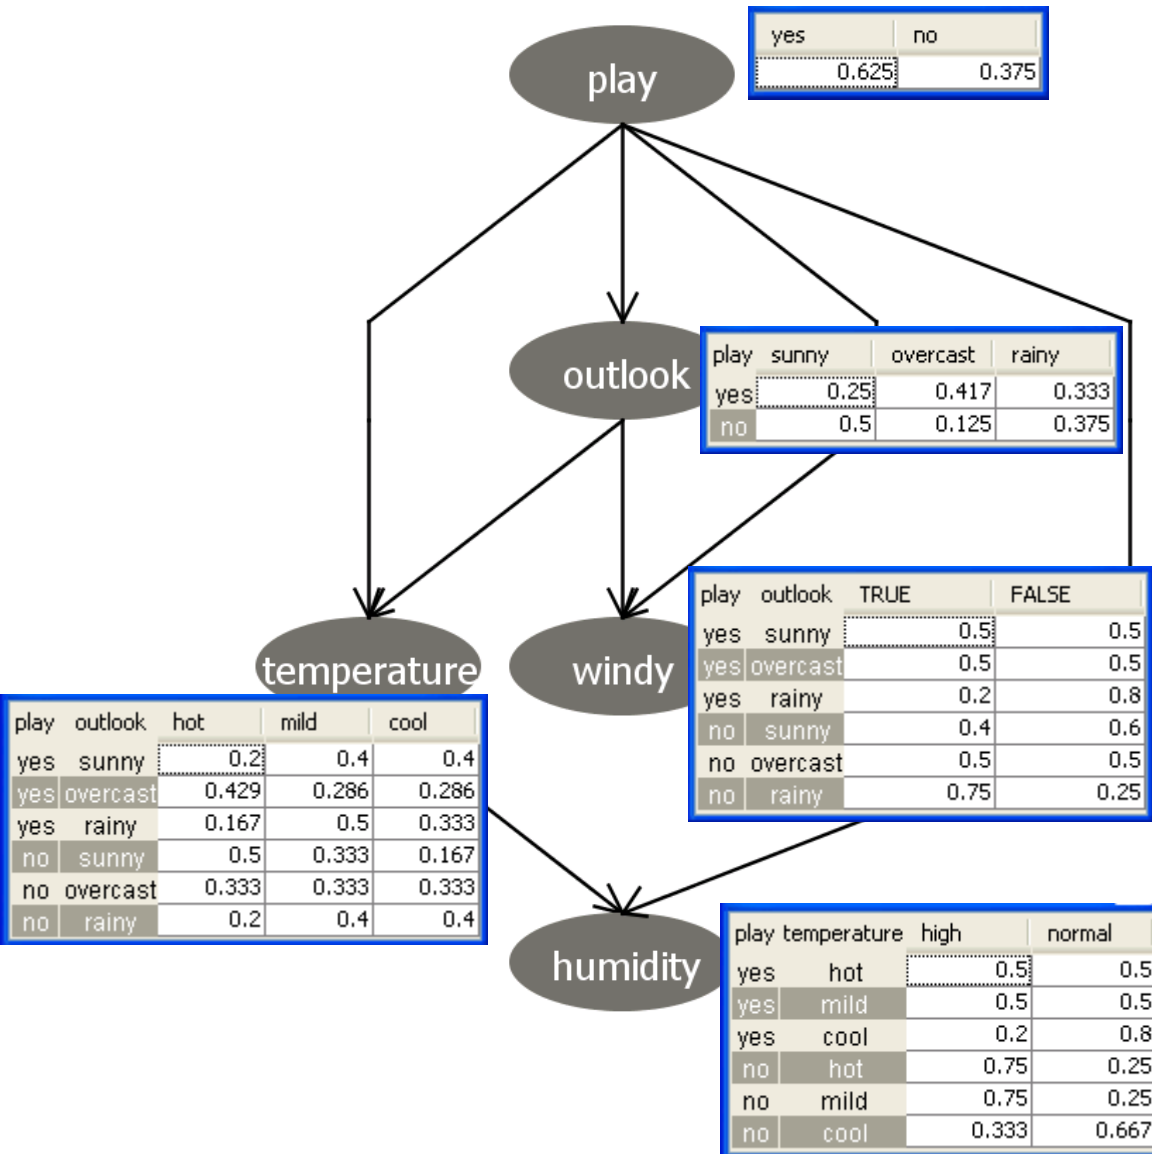 yes no
0.625 0.375
play
play sunny overcast rainy
yes 0.25 0.417 0.333
no 0.5 0.125 0.375
outlook
play outlook TRUE FALSE
yes sunny 0.5 0.5
yes overcast 0.5 0.5
yes rainy 0.2 0.8
no sunny 0.4 0.6
no overcast 0.5 0.5
no rainy 0.75 0.25
temperature
windy
play outlook hot mild cool
yes sunny 0.2 0.4 0.4
yes overcast 0.429 0.286 0.286
yes rainy 0.167 0.5 0.333
no sunny 0.5 0.333 0.167
no overcast 0.333 0.333 0.333
no rainy 0.2 0.4 0.4
humidity
play temperature high normal
yes hot 0.5 0.5
yes mild 0.5 0.5
yes cool 0.2 0.8
no hot 0.75 0.25
no mild 0.75 0.25
no cool 0.333 0.667